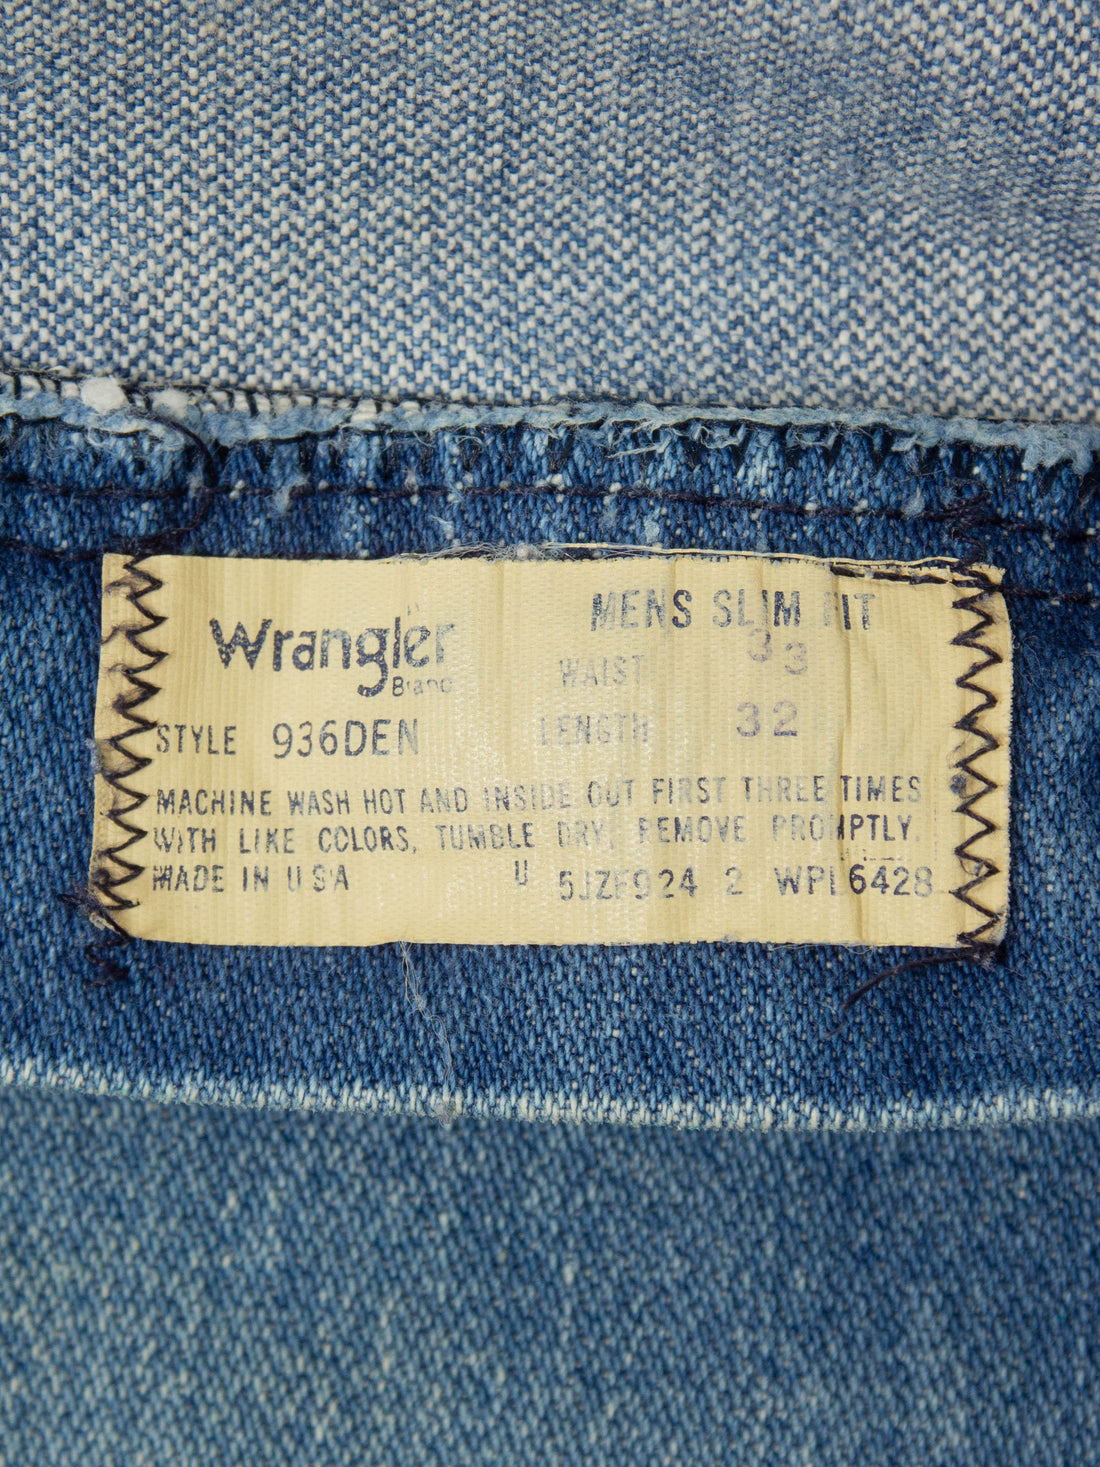 Wrangler
Brand
MENS SLIM FIT
WAIST 33
LENGTH 32
STYLE 936DEN
MACHINE WASH HOT AND INSIDE OUT FIRST THREE TIMES
WITH LIKE COLORS, TUMBLE DRY, REMOVE PROMPTLY.
MADE IN U S A U 5JZF924 2 WPL6428